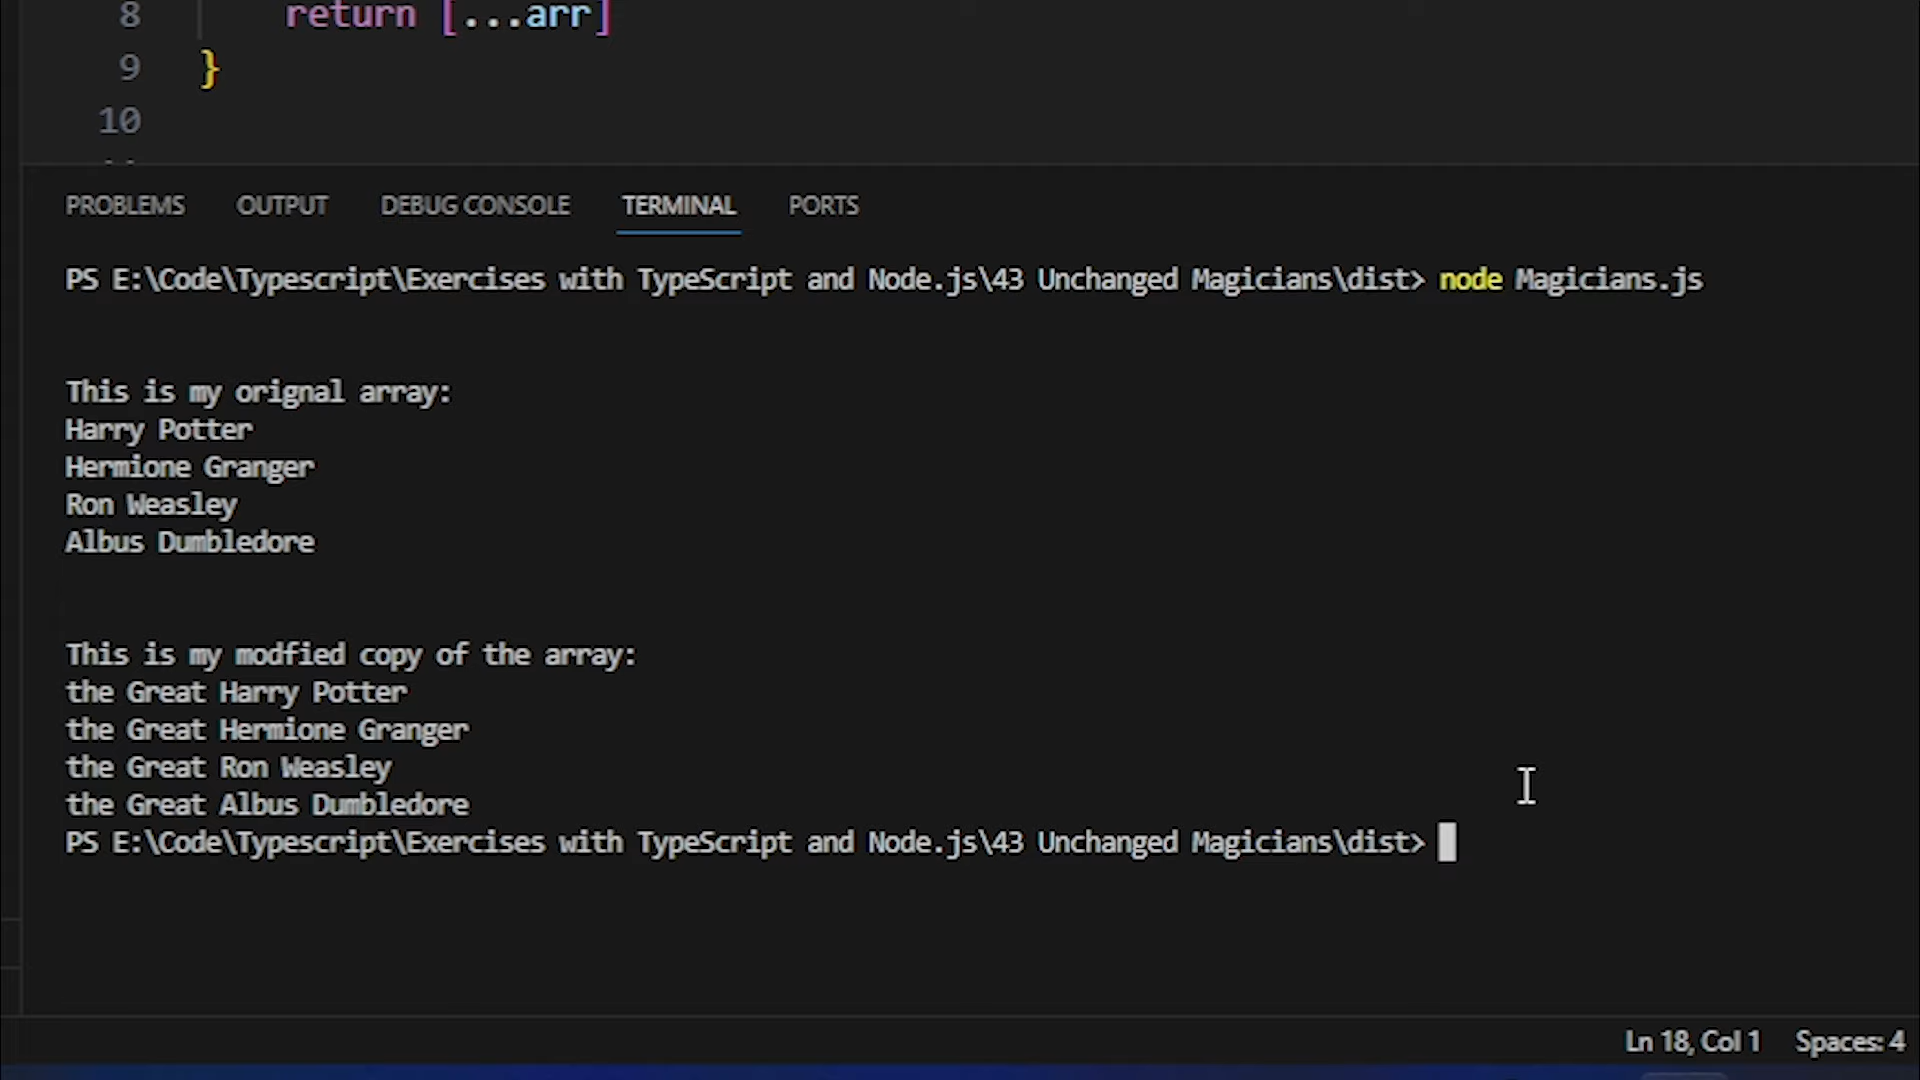 8 return [...arr]
9 }
10
PROBLEMS OUTPUT DEBUG CONSOLE TERMINAL PORTS
PS E:\Code\Typescript\Exercises with TypeScript and Node.js\43 Unchanged Magicians\dist> node Magicians.js
This is my orignal array:
Harry Potter
Hermione Granger
Ron Weasley
Albus Dumbledore
This is my modfied copy of the array:
the Great Harry Potter
the Great Hermione Granger
the Great Ron Weasley
the Great Albus Dumbledore
PS E:\Code\Typescript\Exercises with TypeScript and Node.js\43 Unchanged Magicians\dist>
Ln 18, Col 1 Spaces: 4